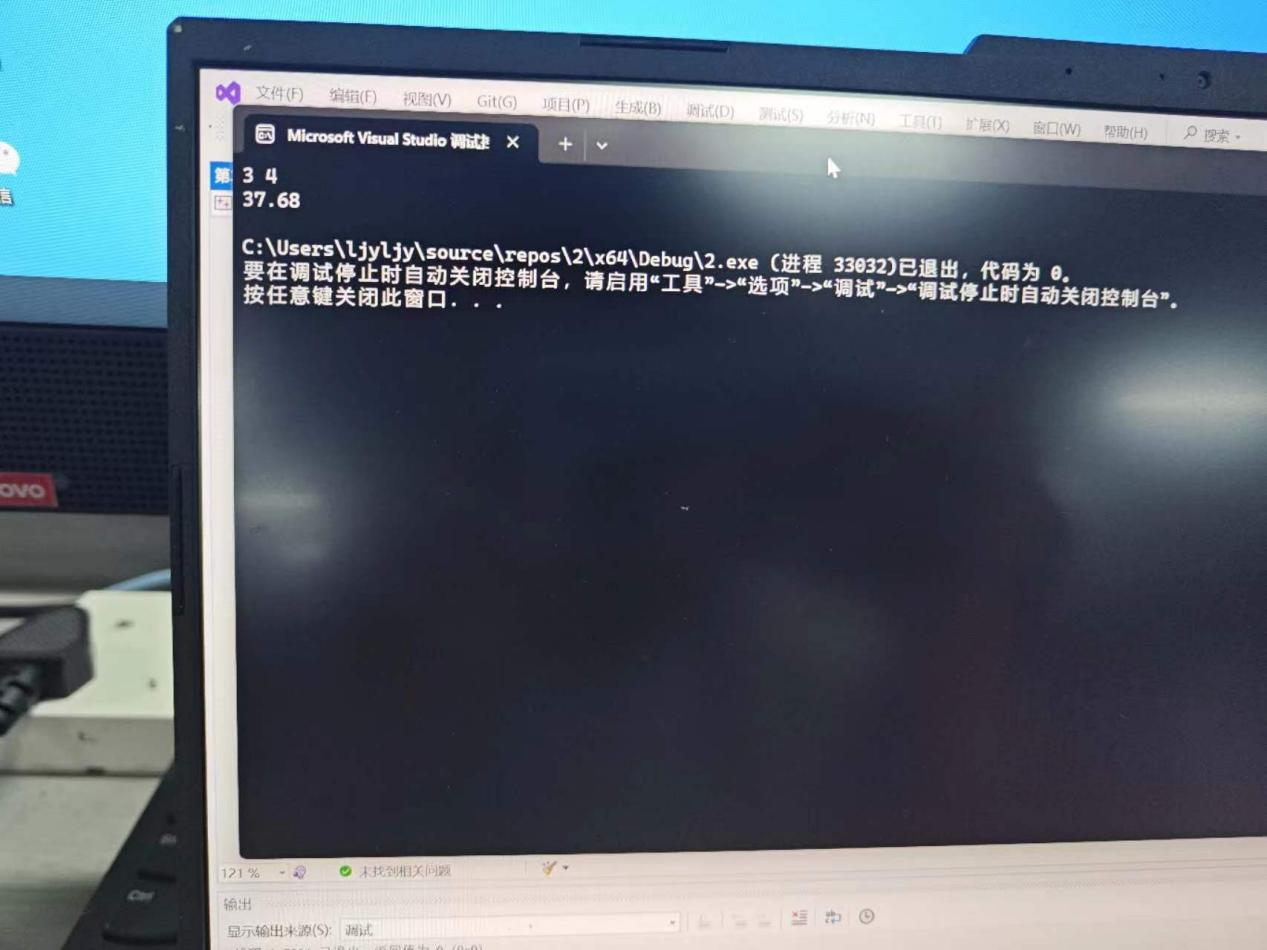 文件(F) 编辑(E) 视图(V) Git(G) 项目(P) 生成(B) 调试(D) 测试(S) 分析(N) 工具(T) 扩展(X) 窗口(W) 帮助(H) 搜索
Microsoft Visual Studio 调试
第
3 4
37.68
C:\Users\ljyljy\source\repos\2\x64\Debug\2.exe (进程 33032)已退出，代码为 0。
要在调试停止时自动关闭控制台，请启用“工具”->“选项”->“调试”->“调试停止时自动关闭控制台”。
按任意键关闭此窗口. . .
信
ovo
121 %
未找到相关问题
输出
显示输出来源(S): 调试
Ctrl